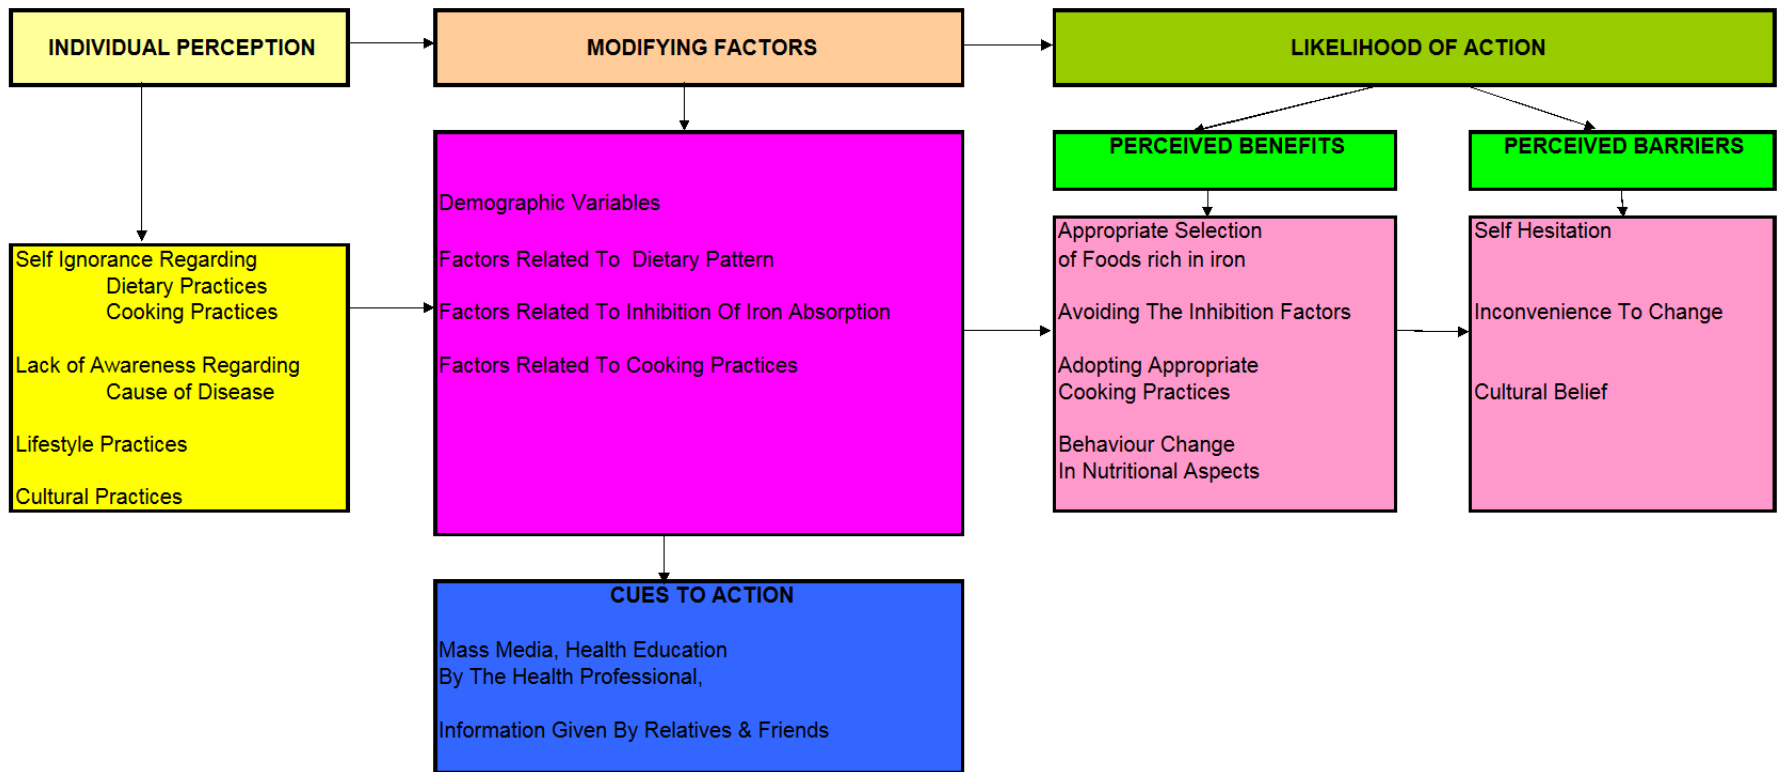 INDIVIDUAL PERCEPTION
MODIFYING FACTORS
LIKELIHOOD OF ACTION
PERCEIVED BENEFITS
PERCEIVED BARRIERS
Self Ignorance Regarding
Dietary Practices
Cooking Practices
Lack of Awareness Regarding
Cause of Disease
Lifestyle Practices
Cultural Practices
Demographic Variables
Factors Related To  Dietary Pattern
Factors Related To Inhibition Of Iron Absorption
Factors Related To Cooking Practices
Appropriate Selection
of Foods rich in iron
Avoiding The Inhibition Factors
Adopting Appropriate
Cooking Practices
Behaviour Change
In Nutritional Aspects
Self Hesitation
Inconvenience To Change
Cultural Belief
CUES TO ACTION
Mass Media, Health Education
By The Health Professional,
Information Given By Relatives & Friends